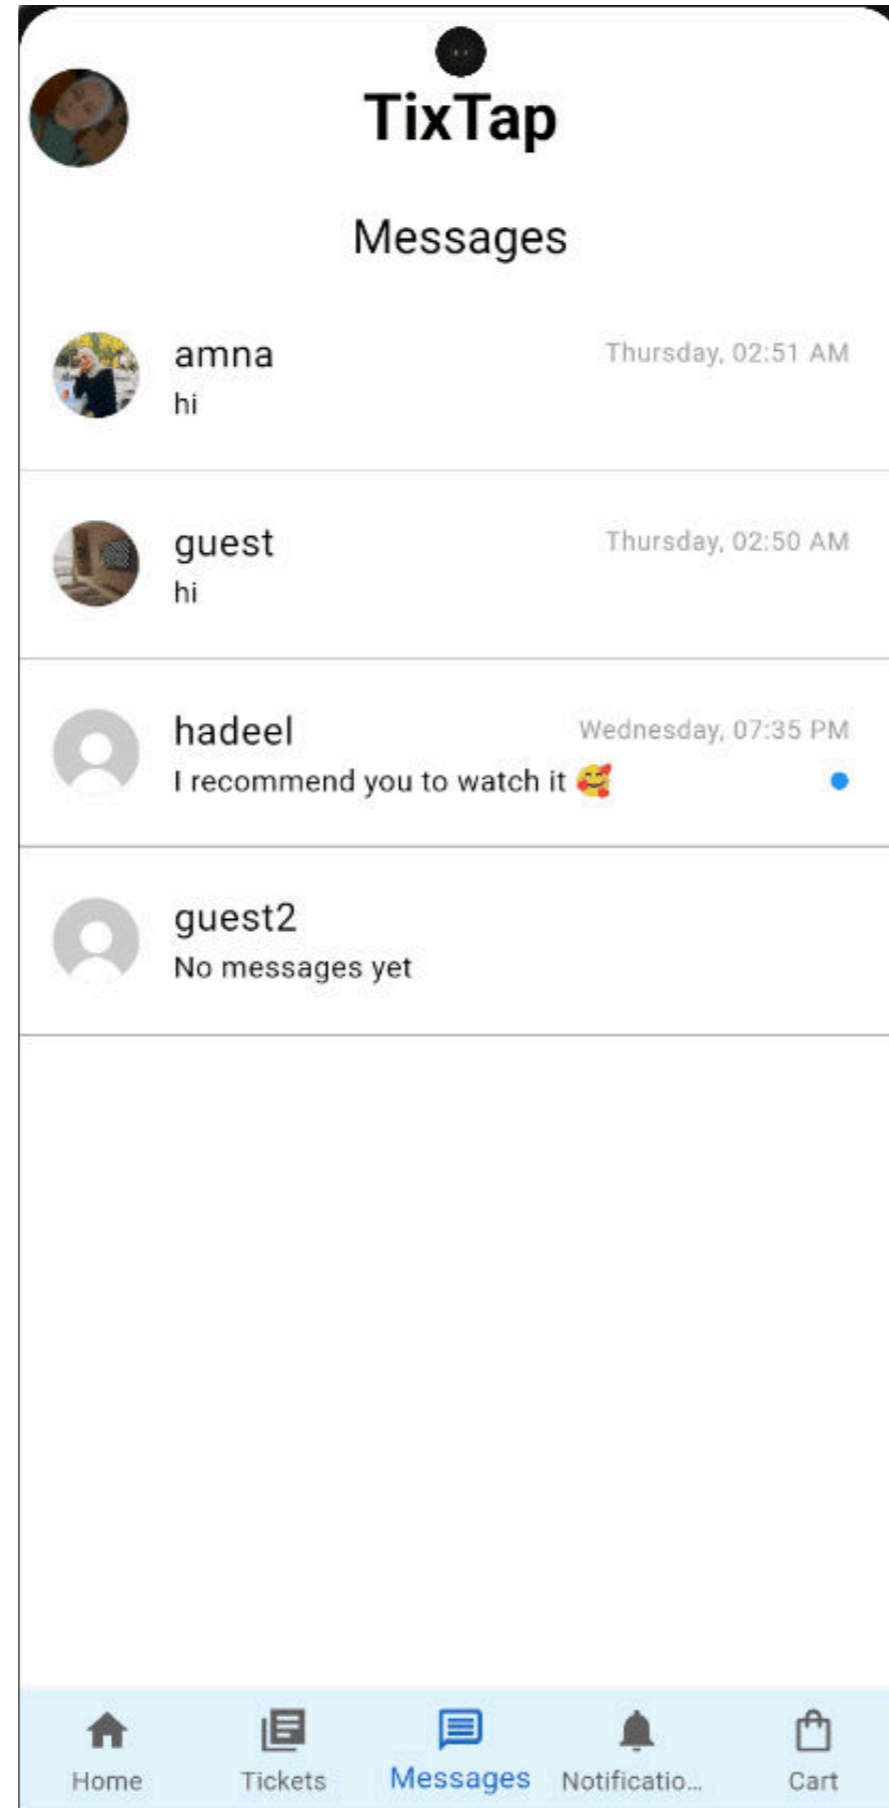 TixTap
Messages
amna
Thursday, 02:51 AM
hi
guest
Thursday, 02:50 AM
hi
hadeel
Wednesday, 07:35 PM
I recommend you to watch it 🥰
guest2
No messages yet
Home
Tickets
Messages
Notificatio...
Cart